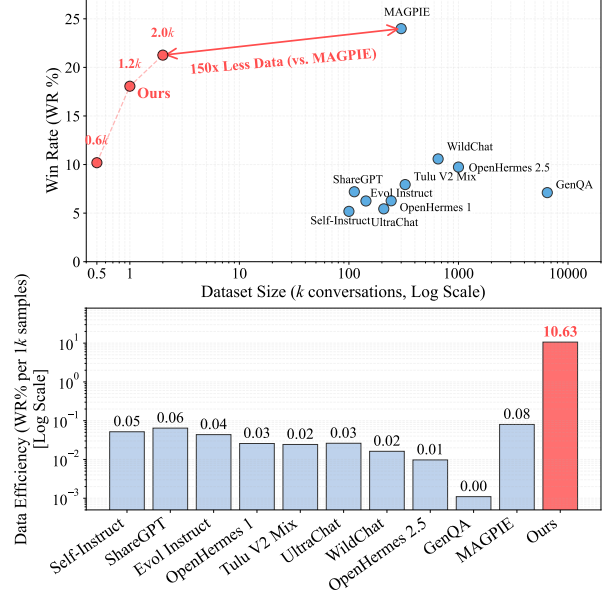 MAGPIE
2.0k
150x Less Data (vs. MAGPIE)
1.2k
Ours
0.6k
WildChat
OpenHermes 2.5
Tulu V2 Mix
GenQA
ShareGPT
Evol Instruct
OpenHermes 1
Self-Instruct
UltraChat
Win Rate (WR %)
25
20
15
10
5
0
0.5
1
10
100
1000
10000
Dataset Size (k conversations, Log Scale)
Data Efficiency (WR% per 1k samples)
[Log Scale]
10¹
10⁰
10⁻¹
10⁻²
10⁻³
0.05
0.06
0.04
0.03
0.02
0.03
0.02
0.01
0.00
0.08
10.63
Self-Instruct
ShareGPT
Evol Instruct
OpenHermes 1
Tulu V2 Mix
UltraChat
WildChat
OpenHermes 2.5
GenQA
MAGPIE
Ours